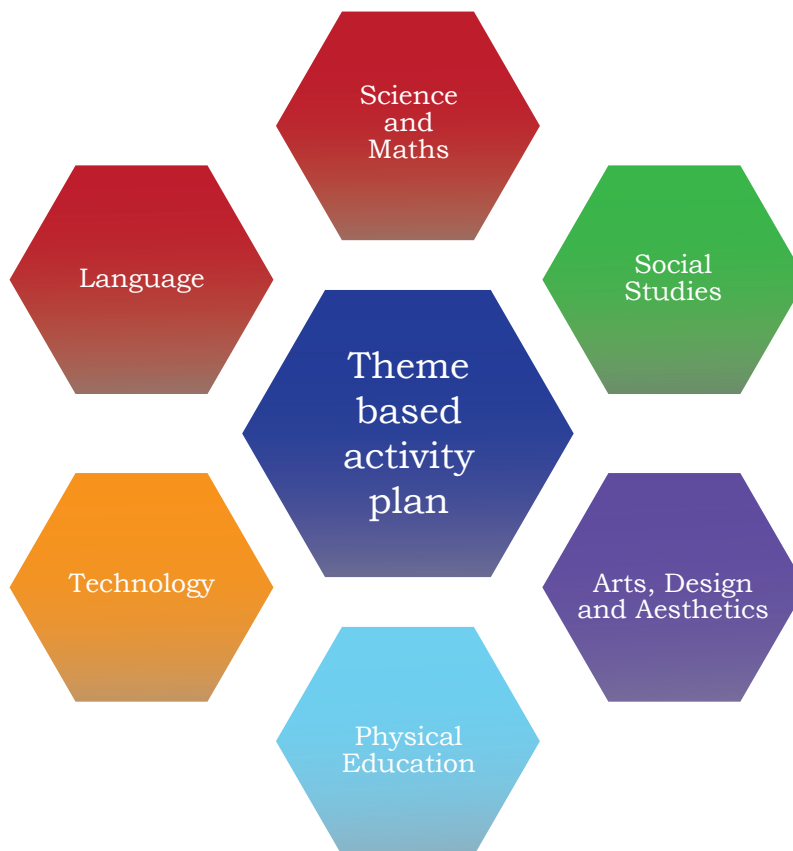 Science
and
Maths
Language
Social
Studies
Theme
based
activity
plan
Technology
Arts, Design
and Aesthetics
Physical
Education